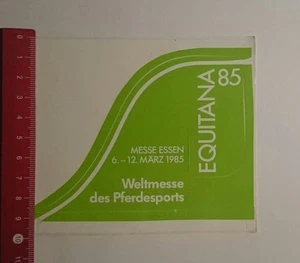 EQUITANA 85
MESSE ESSEN
6. – 12. MÄRZ 1985
Weltmesse
des Pferdesports